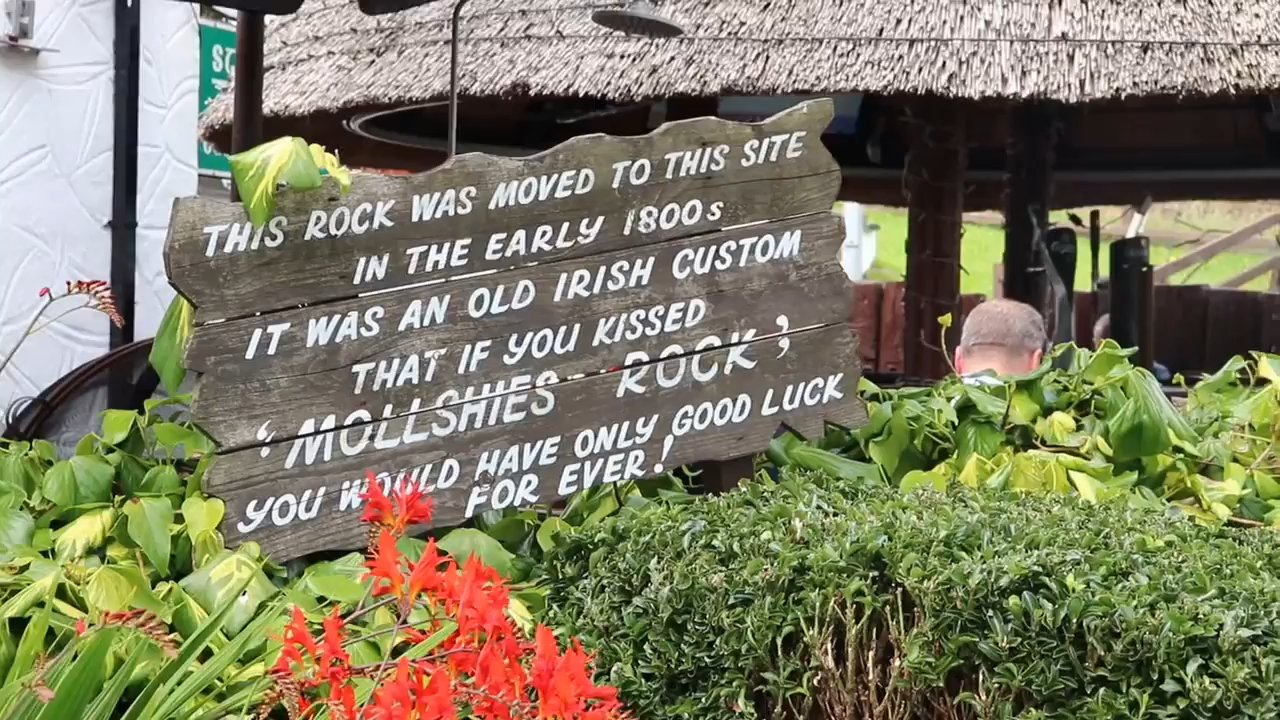 THIS ROCK WAS MOVED TO THIS SITE
IN THE EARLY 1800s
IT WAS AN OLD IRISH CUSTOM
THAT IF YOU KISSED
'MOLLSHIES ROCK'
YOU WOULD HAVE ONLY GOOD LUCK
FOR EVER!